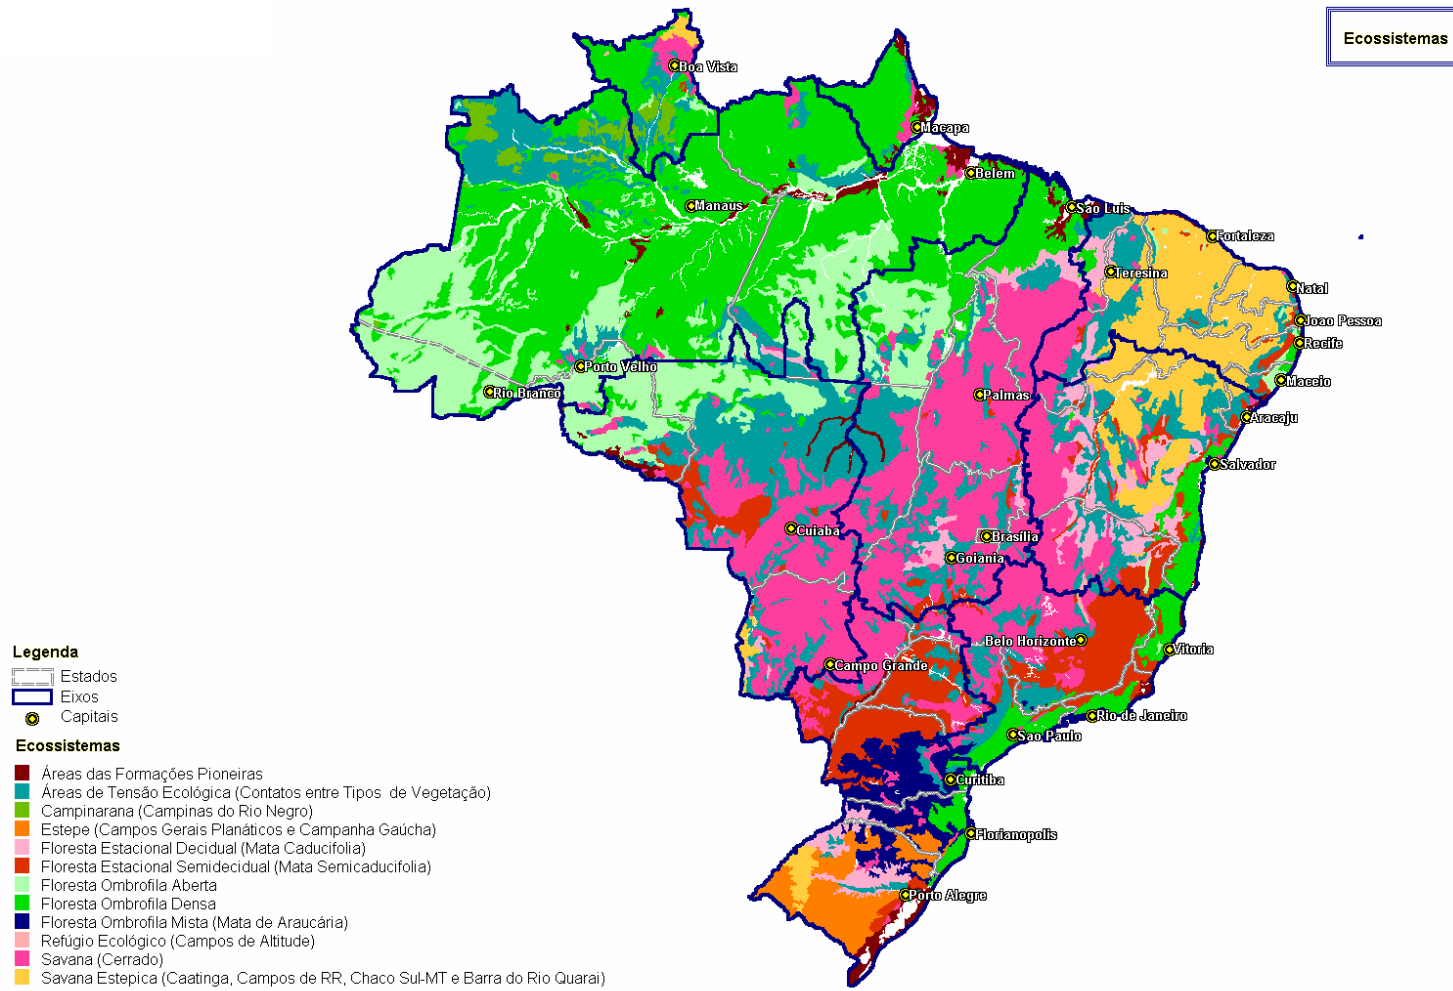 Ecossistemas
Boa Vista
Macapa
Belem
Manaus
Sao Luis
Fortaleza
Teresina
Natal
Joao Pessoa
Recife
Porto Velho
Maceio
Rio Branco
Palmas
Aracaju
Salvador
Cuiaba
Brasília
Goiania
Belo Horizonte
Vitoria
Campo Grande
Rio de Janeiro
Sao Paulo
Curitiba
Florianopolis
Porto Alegre
Legenda
Estados
Eixos
Capitais
Ecossistemas
Áreas das Formações Pioneiras
Áreas de Tensão Ecológica (Contatos entre Tipos de Vegetação)
Campinarana (Campinas do Rio Negro)
Estepe (Campos Gerais Planáticos e Campanha Gaúcha)
Floresta Estacional Decidual (Mata Caducifolia)
Floresta Estacional Semidecidual (Mata Semicaducifolia)
Floresta Ombrofila Aberta
Floresta Ombrofila Densa
Floresta Ombrofila Mista (Mata de Araucária)
Refúgio Ecológico (Campos de Altitude)
Savana (Cerrado)
Savana Estepica (Caatinga, Campos de RR, Chaco Sul-MT e Barra do Rio Quarai)